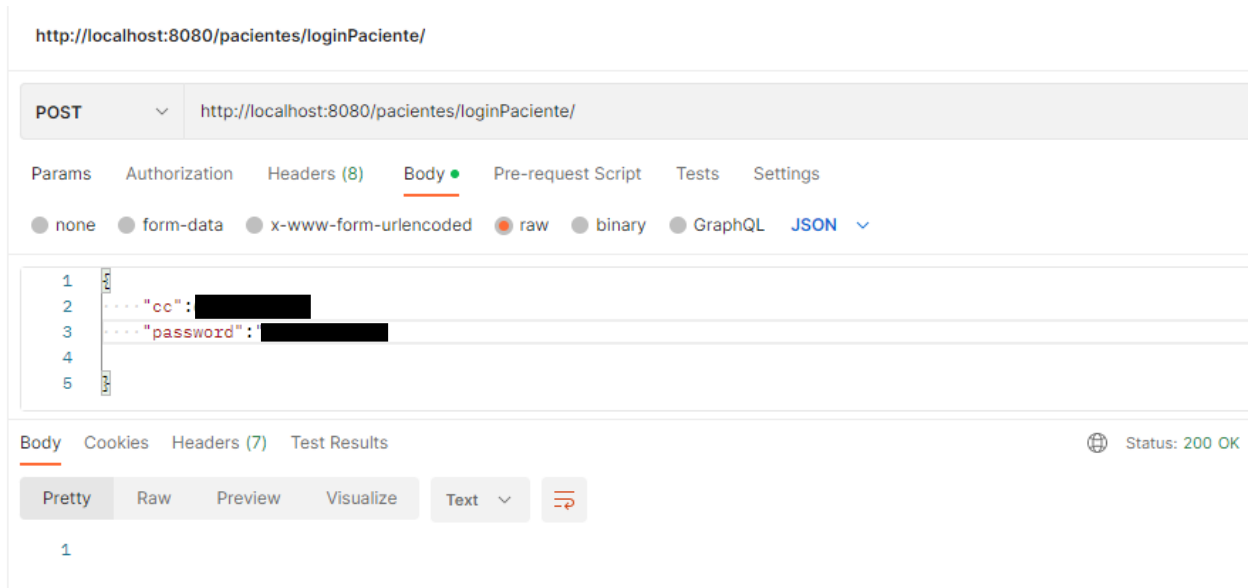 http://localhost:8080/pacientes/loginPaciente/
POST http://localhost:8080/pacientes/loginPaciente/
Params Authorization Headers (8) Body Pre-request Script Tests Settings
none form-data x-www-form-urlencoded raw binary GraphQL JSON
1 {
2 "cc":
3 "password":"
4
5 }
Body Cookies Headers (7) Test Results Status: 200 OK
Pretty Raw Preview Visualize Text
1